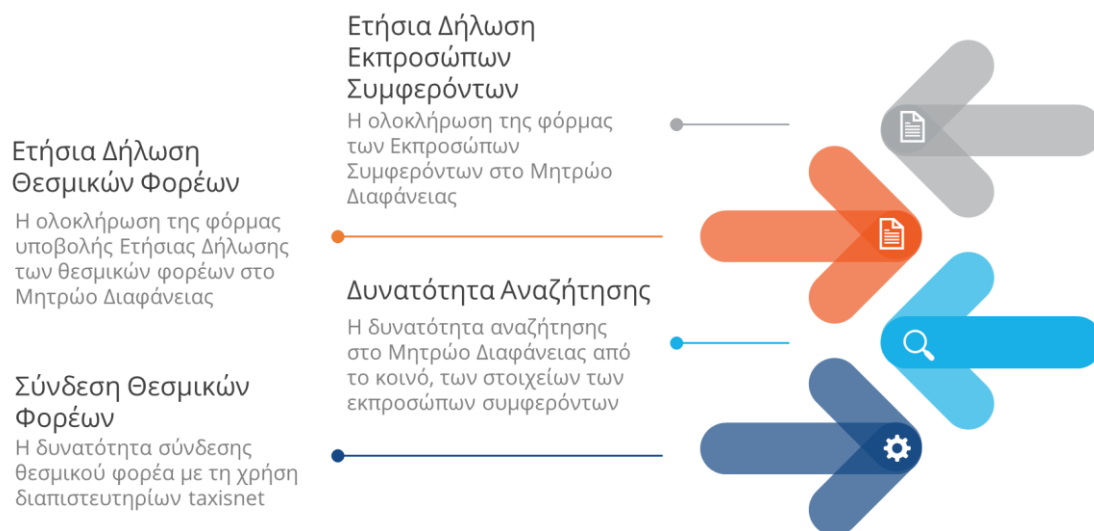 Ετήσια Δήλωση
Εκπροσώπων
Συμφερόντων
Η ολοκλήρωση της φόρμας
των Εκπροσώπων
Συμφερόντων στο Μητρώο
Διαφάνειας
Ετήσια Δήλωση
Θεσμικών Φορέων
Η ολοκλήρωση της φόρμας
υποβολής Ετήσιας Δήλωσης
των θεσμικών φορέων στο
Μητρώο Διαφάνειας
Δυνατότητα Αναζήτησης
Η δυνατότητα αναζήτησης
στο Μητρώο Διαφάνειας από
το κοινό, των στοιχείων των
εκπροσώπων συμφερόντων
Σύνδεση Θεσμικών
Φορέων
Η δυνατότητα σύνδεσης
θεσμικού φορέα με τη χρήση
διαπιστευτηρίων taxisnet